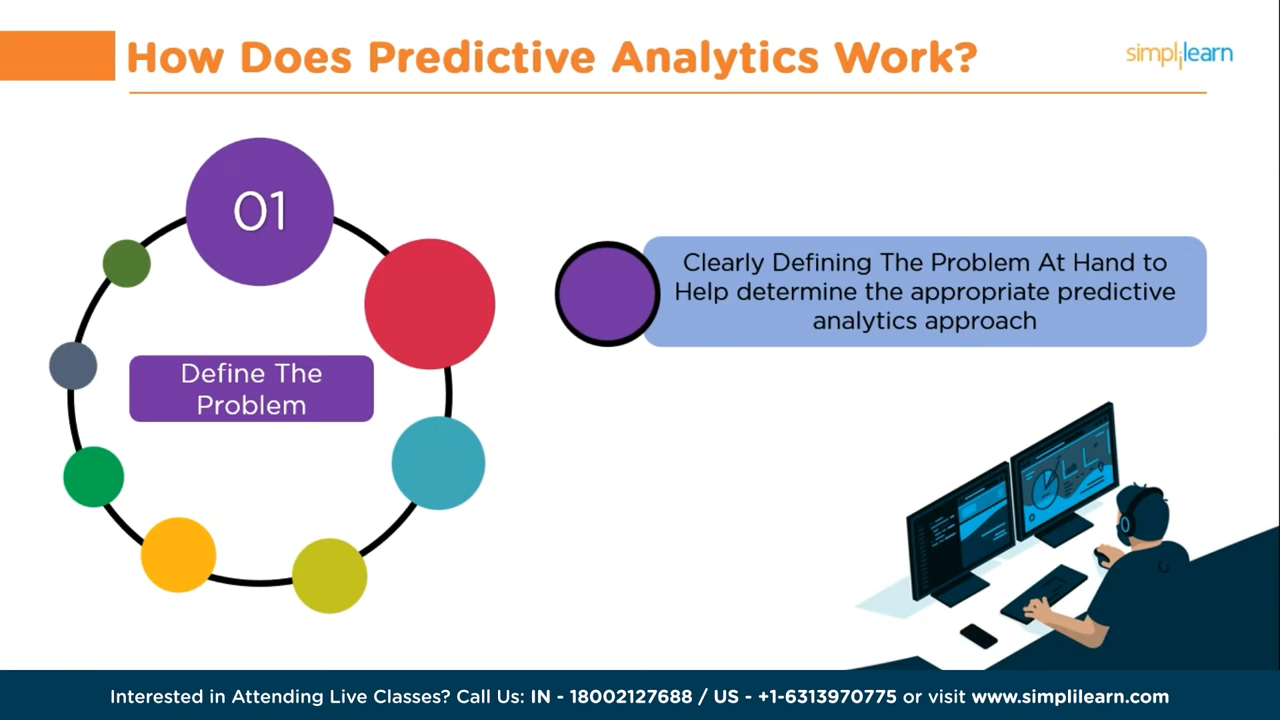 How Does Predictive Analytics Work?
simplilearn
01
Define The
Problem
Clearly Defining The Problem At Hand to
Help determine the appropriate predictive
analytics approach
Interested in Attending Live Classes? Call Us: IN - 18002127688 / US - +1-6313970775 or visit www.simplilearn.com